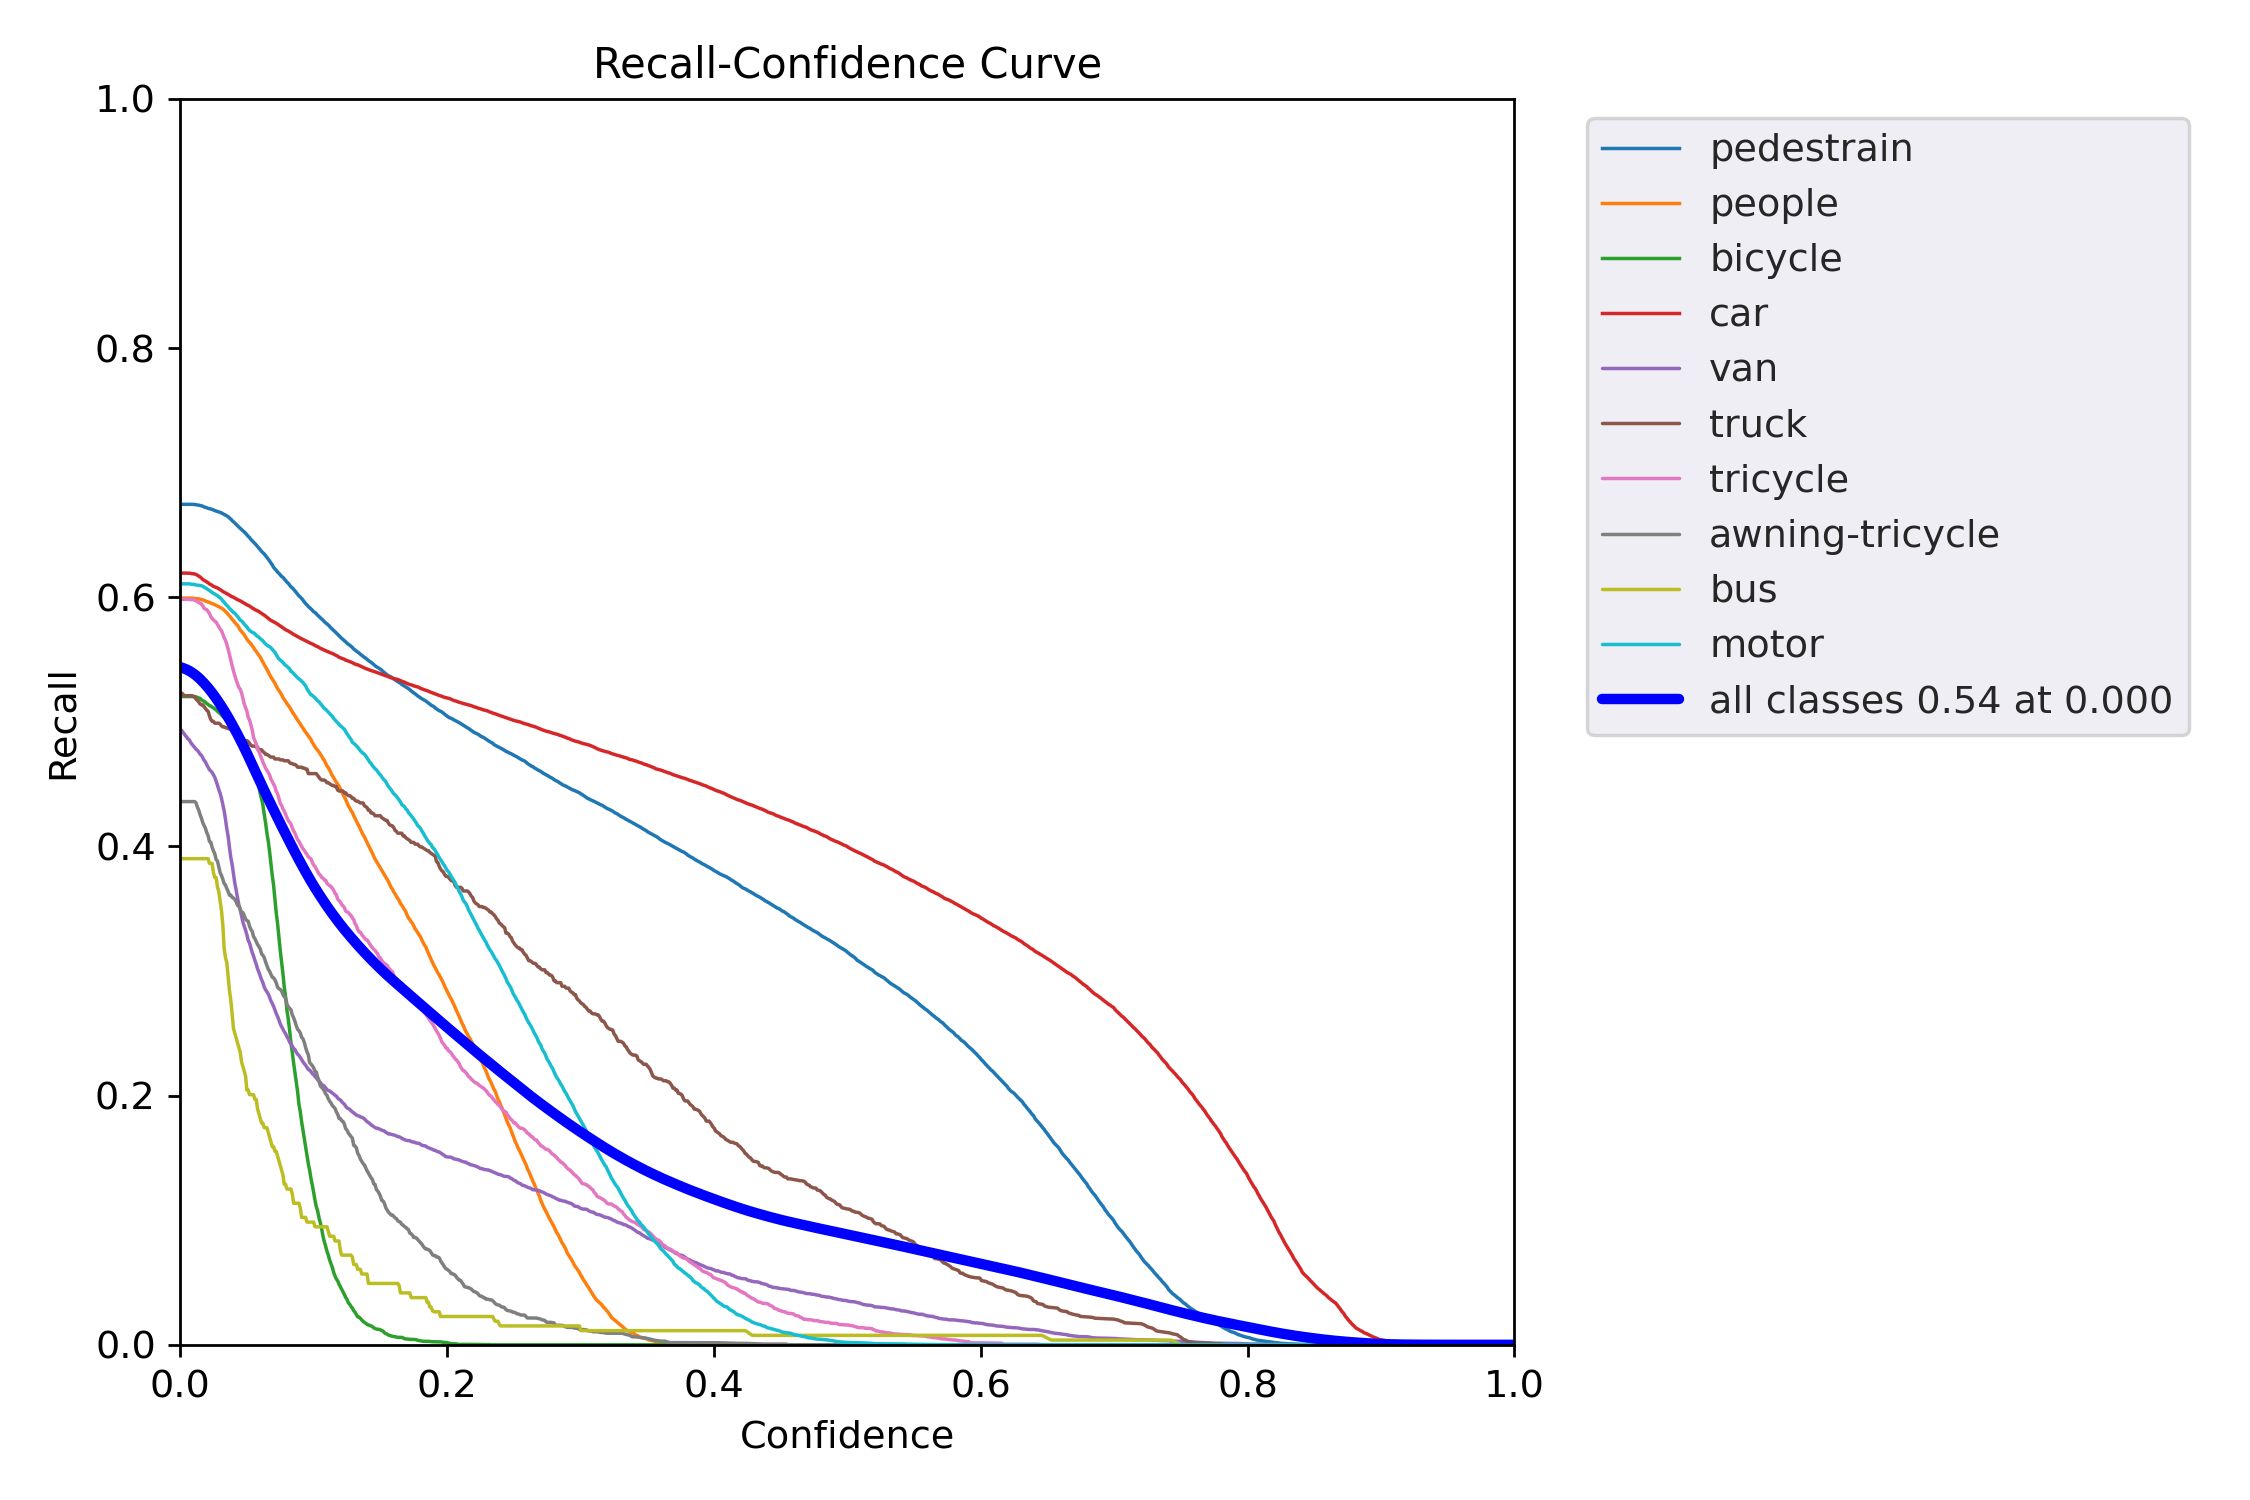 Recall-Confidence Curve
1.0
0.8
0.6
0.4
0.2
0.0
Recall
0.0 0.2 0.4 0.6 0.8 1.0
Confidence
pedestrain
people
bicycle
car
van
truck
tricycle
awning-tricycle
bus
motor
all classes 0.54 at 0.000